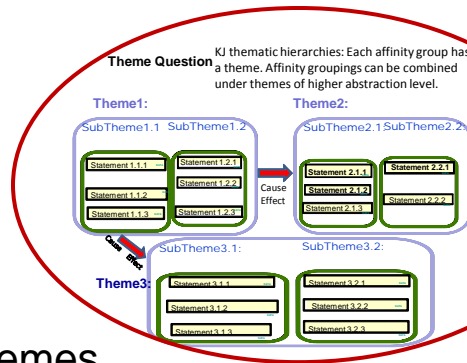 KJ thematic hierarchies: Each affinity group has
Theme Question
a theme. Affinity groupings can be combined
under themes of higher abstraction level.
Theme1:
Theme2:
SubTheme1.1
SubTheme1.2
SubTheme2.1:
SubTheme2.2:
Statement 1.1.1
Statement 1.2.1
Statement 2.1.1
Statement 2.2.1
Statement 1.1.2
Statement 1.2.2
Statement 2.1.2
Statement 2.2.2
Statement 1.1.3
Statement 1.2.3
Statement 2.1.3
Cause
Effect
Cause Effect
SubTheme3.1:
SubTheme3.2:
Theme3:
Statement 3.1.1
Statement 3.2.1
Statement 3.1.2
Statement 3.2.2
Statement 3.1.3
Statement 3.2.3